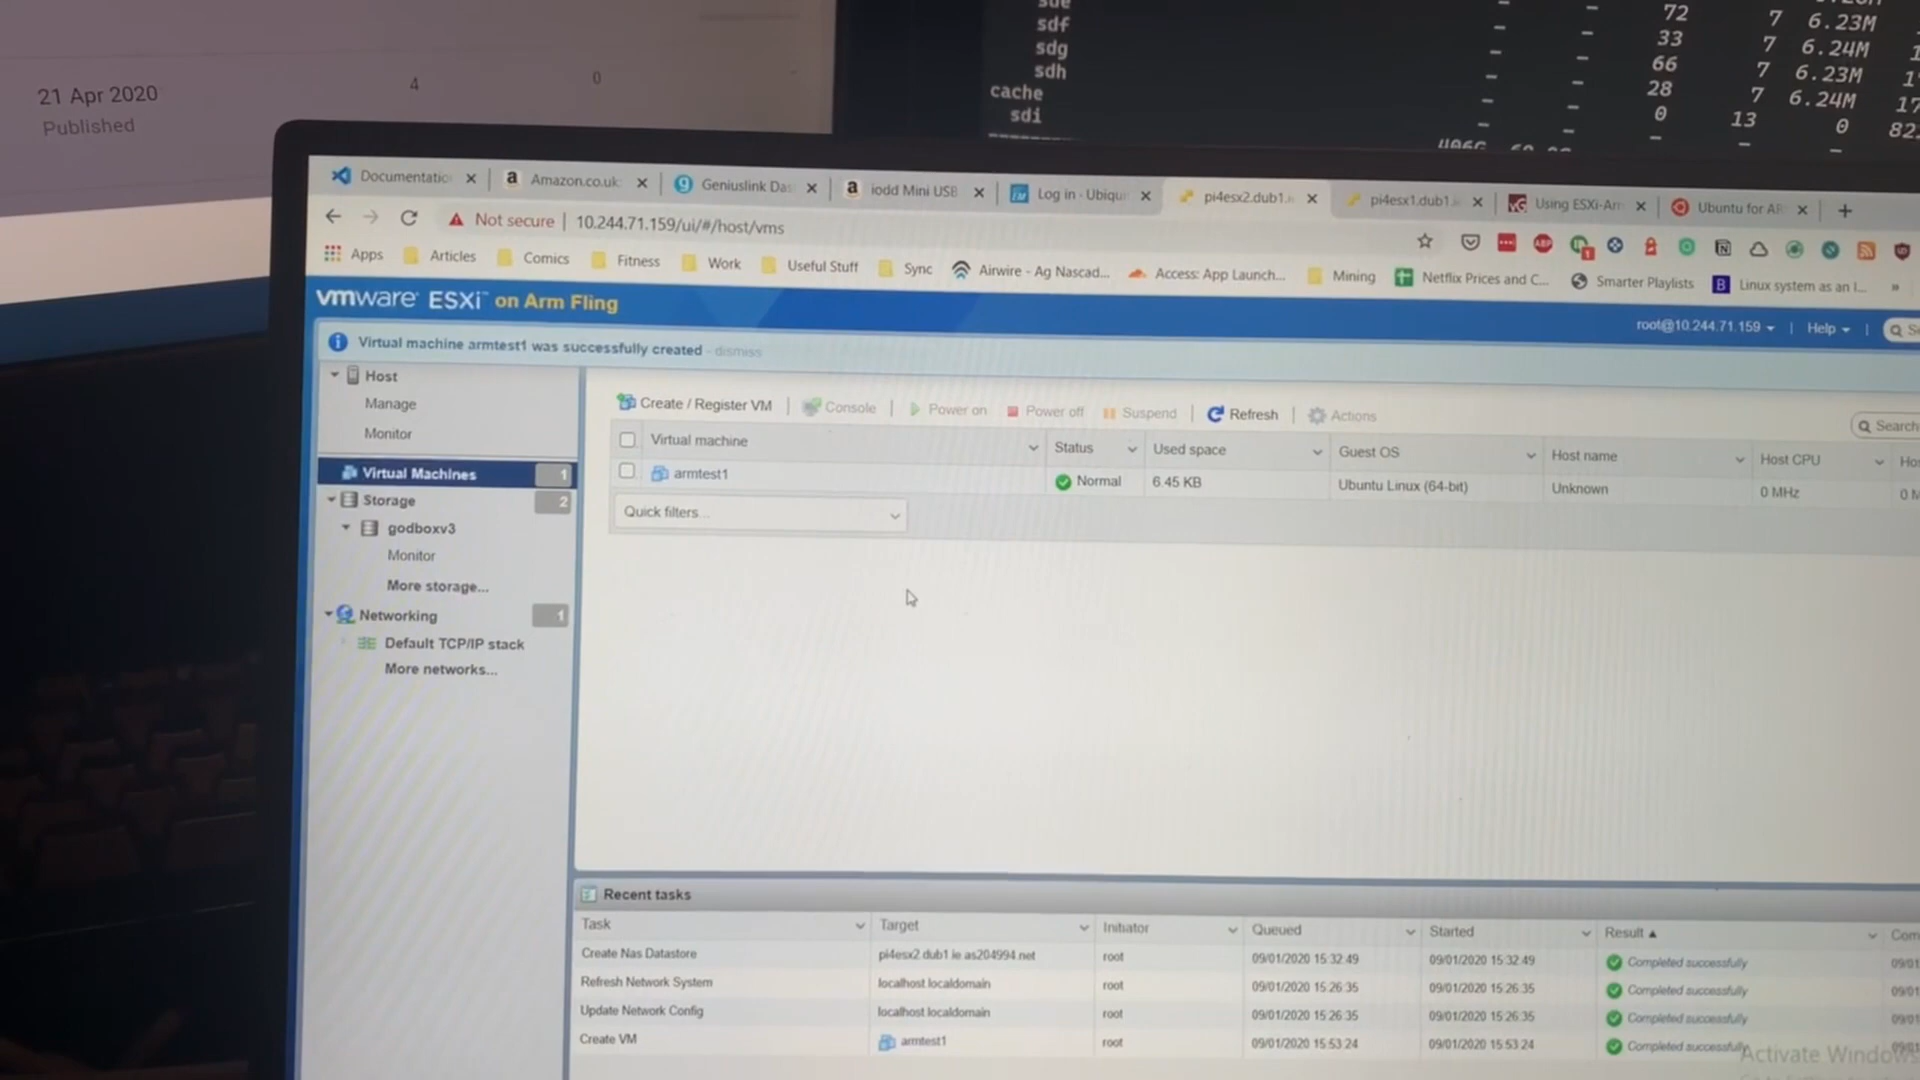 sdf
sdg
sdh
cache
sdi
72 7 6.23M
33 7 6.24M
66 7 6.23M
28 7 6.24M
0 13 0
21 Apr 2020 4 0
Published
Documentatio Amazon.co.uk: Geniuslink Das iodd Mini USB Log in - Ubiqui pi4esx2.dub1.i pi4esx1.dub1.i Using ESXi-Arm Ubuntu for AR
Not secure | 10.244.71.159/ui/#/host/vms
Apps Articles Comics Fitness Work Useful Stuff Sync Airwire - Ag Nascad... Access: App Launch... Mining Netflix Prices and C... Smarter Playlists Linux system as an I... »
vmware ESXi™ on Arm Fling
root@10.244.71.159 | Help |
Virtual machine armtest1 was successfully created - dismiss
Host
Manage
Monitor
Virtual Machines 1
Storage 2
godboxv3
Monitor
More storage...
Networking 1
Default TCP/IP stack
More networks...
Create / Register VM | Console | Power on Power off Suspend | Refresh | Actions
Search
Virtual machine Status Used space Guest OS Host name Host CPU
armtest1 Normal 6.45 KB Ubuntu Linux (64-bit) Unknown 0 MHz
Quick filters...
Recent tasks
Task Target Initiator Queued Started Result ▲
Create Nas Datastore pi4esx2.dub1.ie.as204994.net root 09/01/2020 15:32:49 09/01/2020 15:32:49 Completed successfully
Refresh Network System localhost.localdomain root 09/01/2020 15:26:35 09/01/2020 15:26:35 Completed successfully
Update Network Config localhost.localdomain root 09/01/2020 15:26:35 09/01/2020 15:26:35 Completed successfully
Create VM armtest1 root 09/01/2020 15:53:24 09/01/2020 15:53:24 Completed successfully
Activate Windows